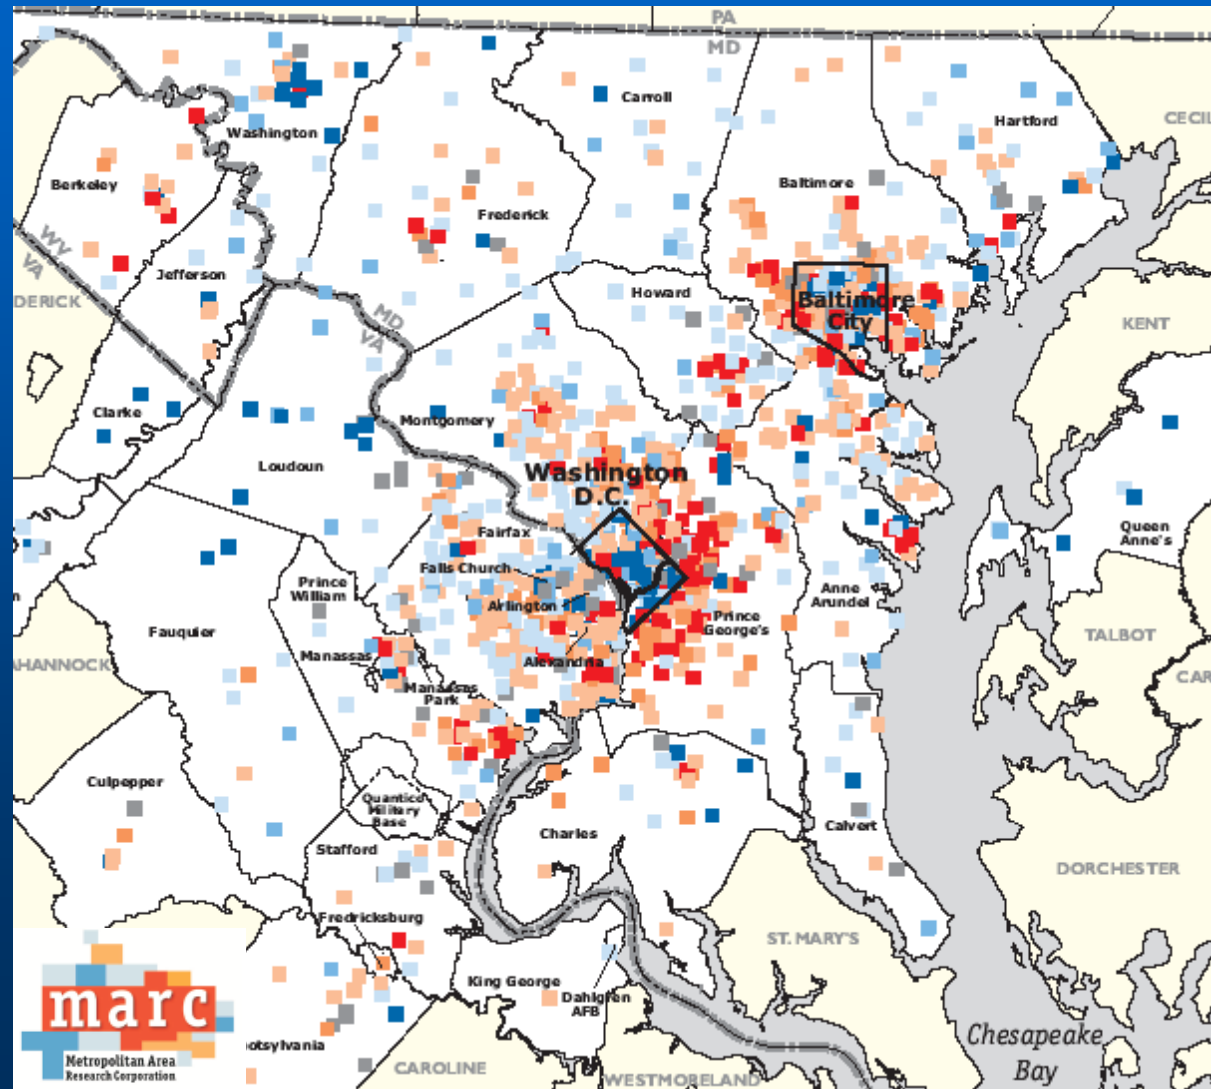 PA
MD
Carroll
Hartford
CECIL
Washington
Berkeley
Baltimore
Frederick
WV
VA
Jefferson
DERICK
Howard
Baltimore
City
MD
VA
KENT
Clarke
Montgomery
Loudoun
Washington
D.C.
Fairfax
Queen
Anne's
Falls Church
Prince
William
Arlington
Anne
Arundel
Fauquier
Prince
George's
TALBOT
AHANNOCK
Manassas
Alexandria
CAR
Manassas
Park
Culpepper
Quantico
Military
Base
Charles
Calvert
Stafford
DORCHESTER
Fredricksburg
ST. MARY'S
King George
Dahlgren
AFB
marc
Metropolitan Area
Research Corporation
otsylvania
CAROLINE
WESTMORELAND
Chesapeake
Bay